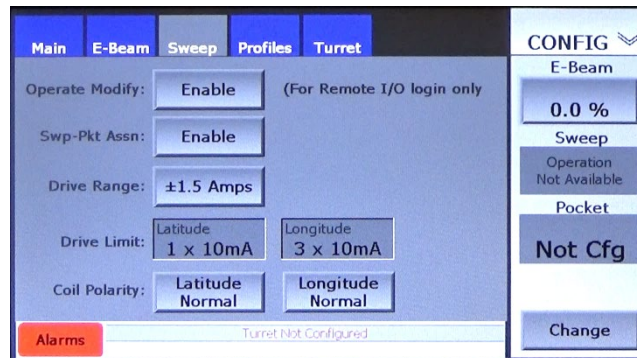 Main
E-Beam
Sweep
Profiles
Turret
CONFIG
Operate Modify:
Enable
(For Remote I/O login only
Swp-Pkt Assn:
Enable
Drive Range:
±1.5 Amps
Drive Limit:
Latitude
1 x 10mA
Longitude
3 x 10mA
Coil Polarity:
Latitude
Normal
Longitude
Normal
Alarms
Turret Not Configured
E-Beam
0.0 %
Sweep
Operation
Not Available
Pocket
Not Cfg
Change